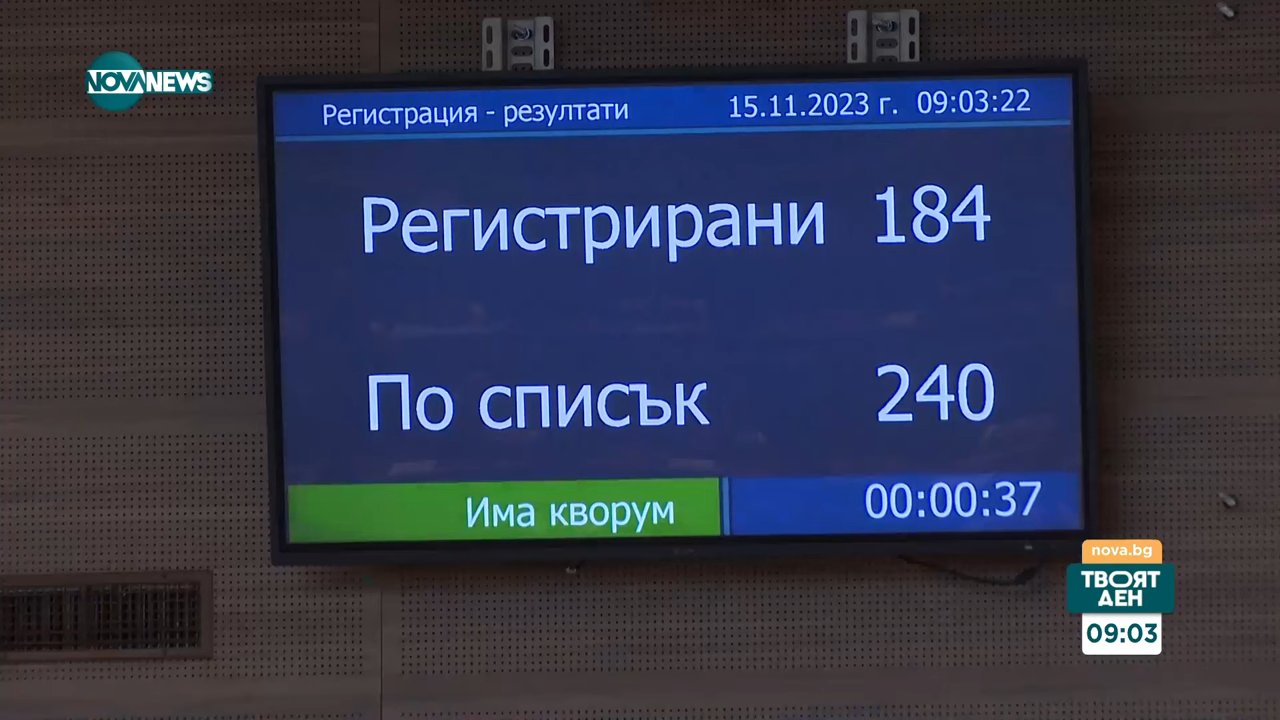 NOVANEWS
Регистрация - резултати 15.11.2023 г. 09:03:22
Регистрирани 184
По списък 240
Има кворум 00:00:37
nova.bg
ТВОЯТ
ДЕН
09:03